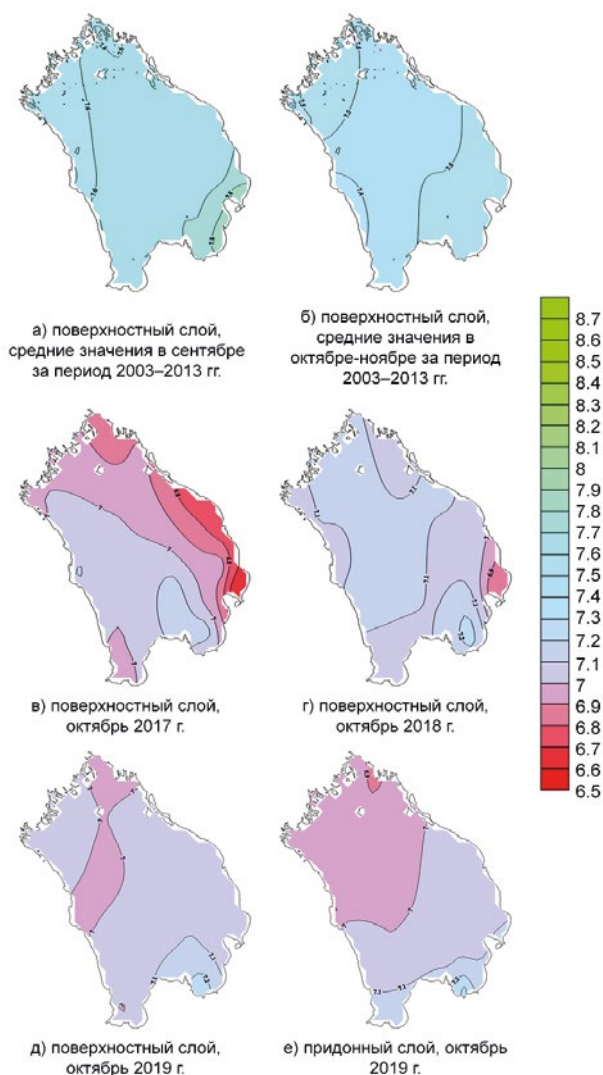 а) поверхностный слой,
средние значения в сентябре
за период 2003–2013 гг.
б) поверхностный слой,
средние значения в
октябре-ноябре за период
2003–2013 гг.
8.7
8.6
8.5
8.4
8.3
8.2
8.1
8
7.9
7.8
7.7
7.6
7.5
7.4
7.3
7.2
7.1
7
6.9
6.8
6.7
6.6
6.5
в) поверхностный слой,
октябрь 2017 г.
г) поверхностный слой,
октябрь 2018 г.
д) поверхностный слой,
октябрь 2019 г.
е) придонный слой, октябрь
2019 г.